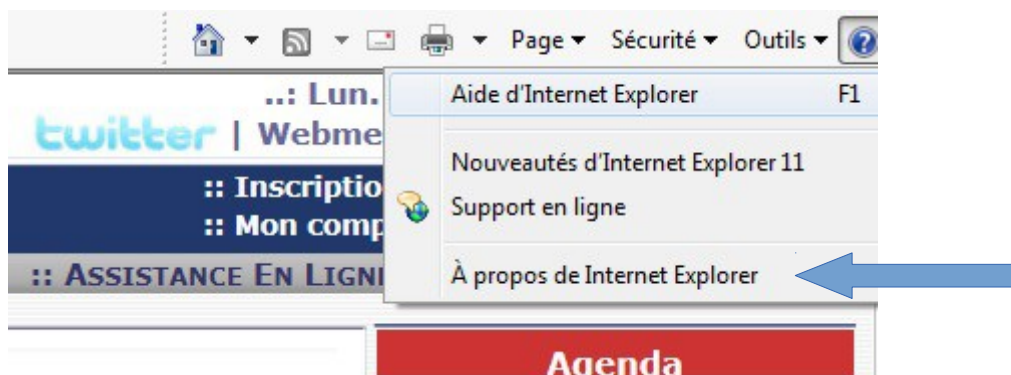 Page Sécurité Outils
..: Lun.
Aide d'Internet Explorer F1
twitter | Webme
Nouveautés d'Internet Explorer 11
:: Inscriptio
Support en ligne
:: Mon comp
:: ASSISTANCE EN LIGN
À propos de Internet Explorer
Agenda